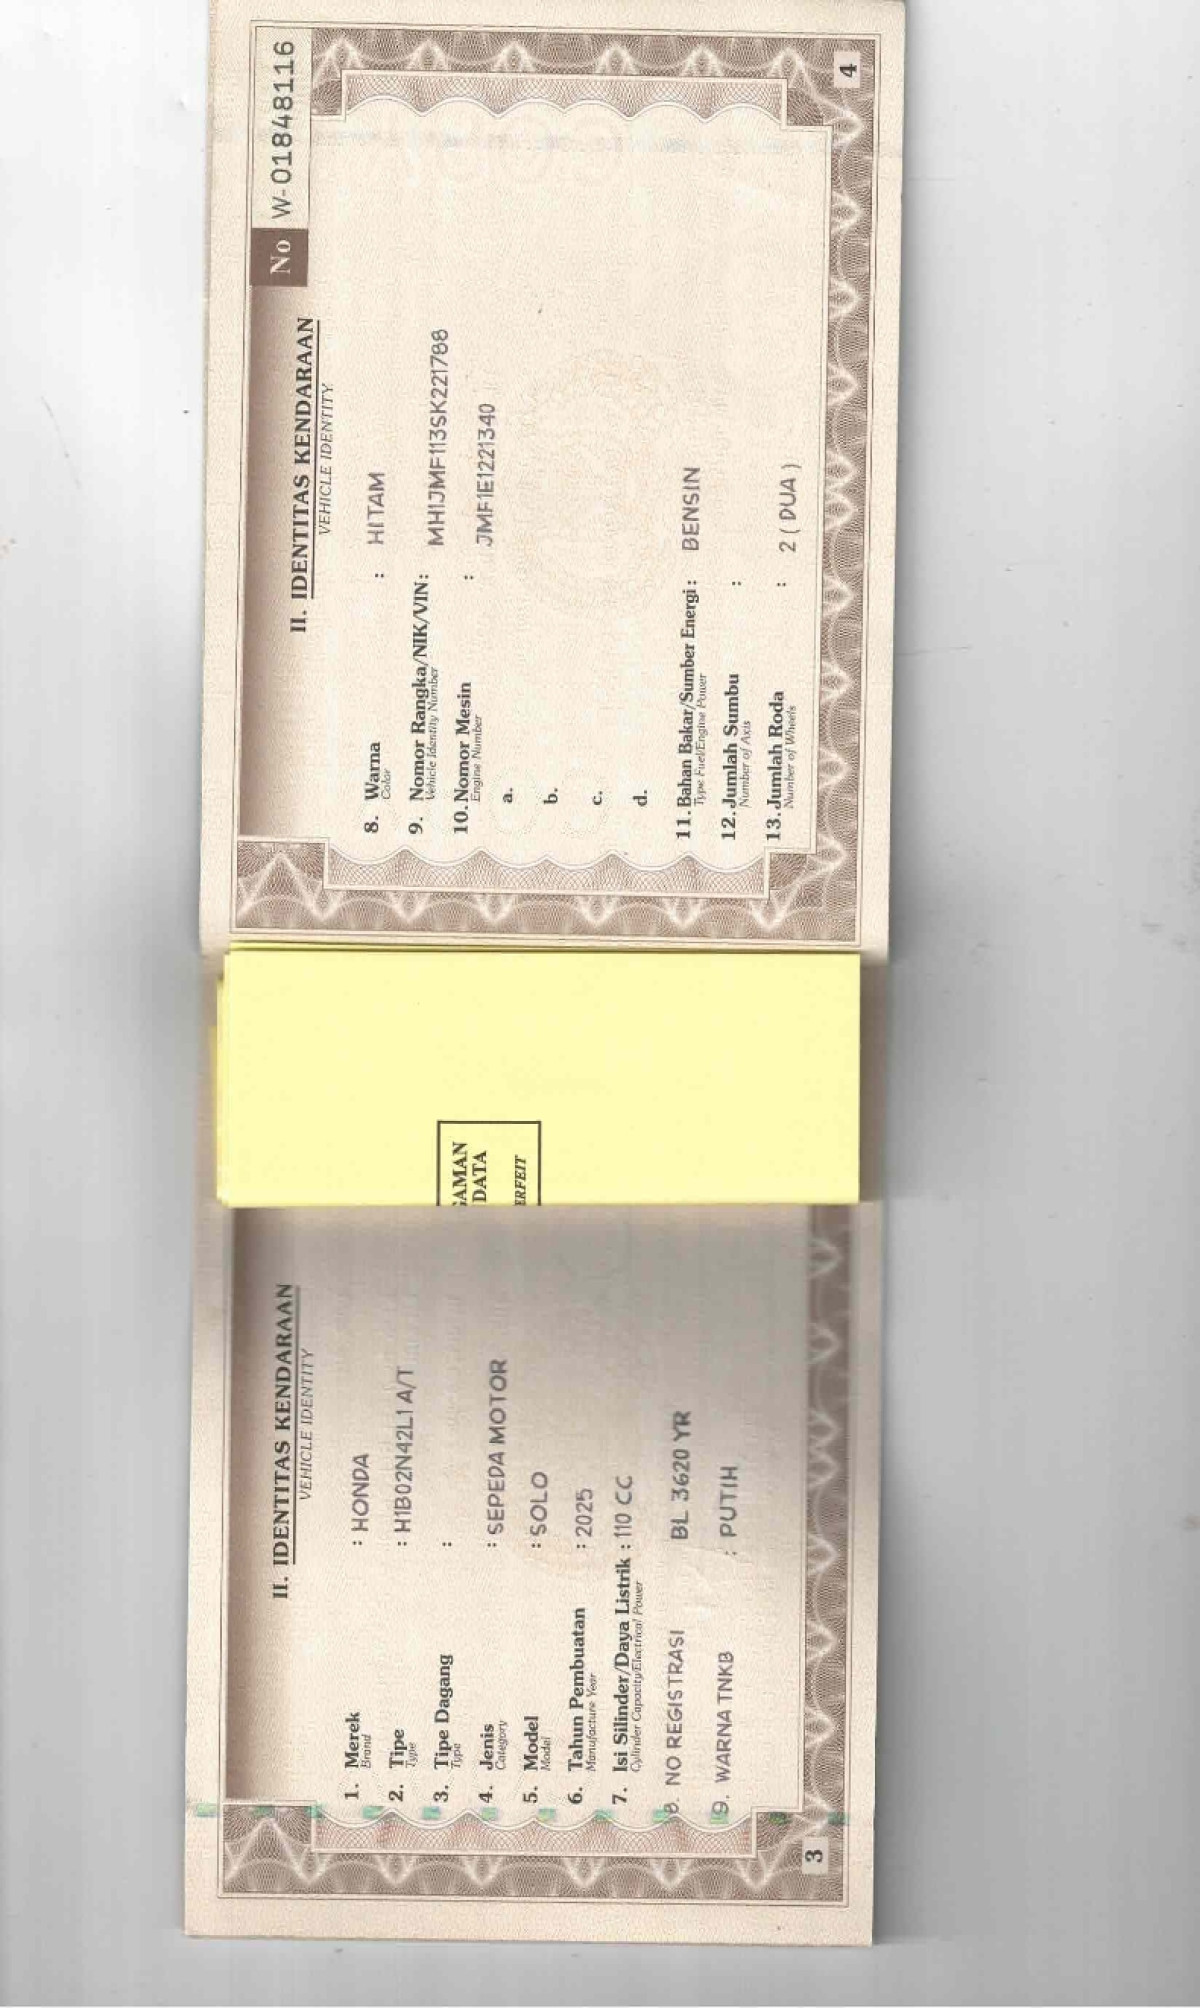 II. IDENTITAS KENDARAAN
VEHICLE IDENTITY
1. Merek : HONDA
Brand
2. Tipe : H1B02N42L1 A/T
Type
3. Tipe Dagang :
Type
4. Jenis : SEPEDA MOTOR
Category
5. Model : SOLO
Model
6. Tahun Pembuatan : 2025
Manufacture Year
7. Isi Silinder/Daya Listrik : 110 CC
Cylinder Capacity/Electrical Power
8. NO REGISTRASI BL 3620 YR
9. WARNA TNKB : PUTIH
3
GAMAN
DATA
ERFEIT
No W-01848116
II. IDENTITAS KENDARAAN
VEHICLE IDENTITY
8. Warna : HITAM
Color
9. Nomor Rangka/NIK/VIN : MH1JMF113SK221788
Vehicle Identity Number
10. Nomor Mesin : JMF1E1221340
Engine Number
a.
b.
c.
d.
11. Bahan Bakar/Sumber Energi : BENSIN
Type Fuel/Engine Power
12. Jumlah Sumbu :
Number of Axis
13. Jumlah Roda : 2 ( DUA )
Number of Wheels
4